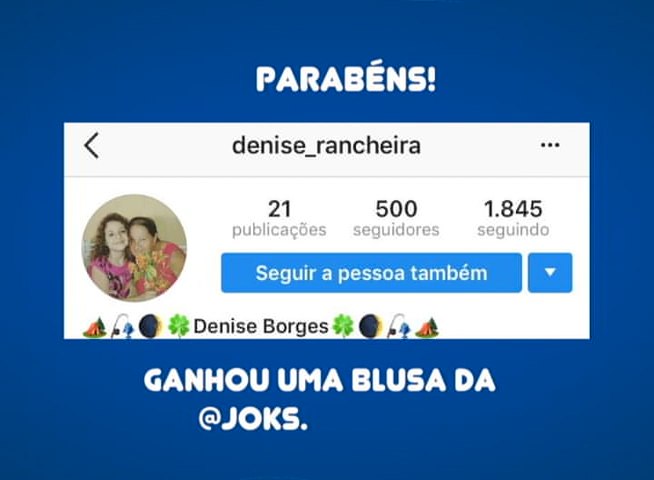 PARABÉNS!
denise_rancheira
21 500 1.845
publicações seguidores seguindo
Seguir a pessoa também
Denise Borges
GANHOU UMA BLUSA DA
@JOKS.